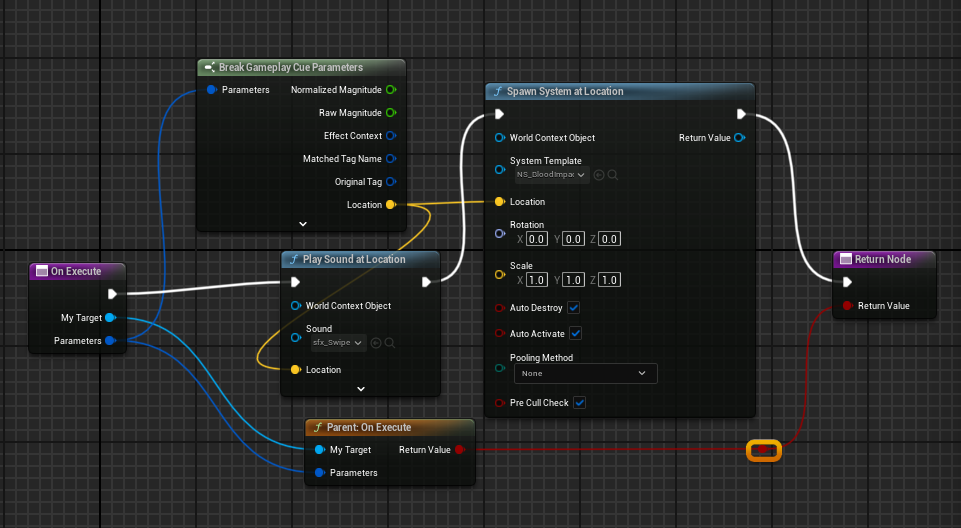 Break Gameplay Cue Parameters
Parameters
Normalized Magnitude
Raw Magnitude
Effect Context
Matched Tag Name
Original Tag
Location
On Execute
My Target
Parameters
Play Sound at Location
World Context Object
Sound
sfx_Swipe
Location
Parent: On Execute
My Target
Return Value
Parameters
Spawn System at Location
World Context Object
Return Value
System Template
NS_BloodImpac
Location
Rotation
X 0.0 Y 0.0 Z 0.0
Scale
X 1.0 Y 1.0 Z 1.0
Auto Destroy
Auto Activate
Pooling Method
None
Pre Cull Check
Return Node
Return Value